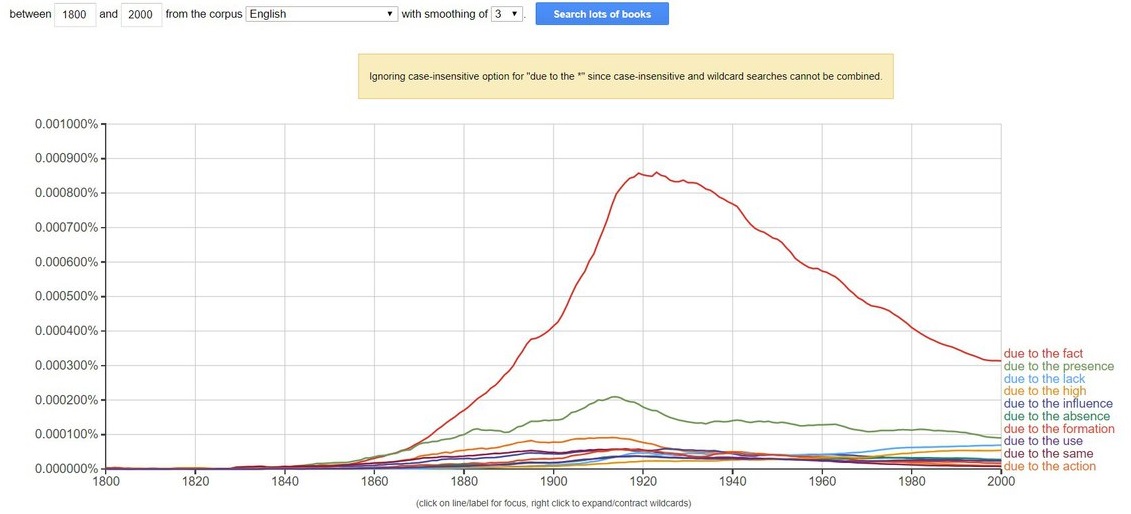 between 1800 and 2000 from the corpus English with smoothing of 3 . Search lots of books
Ignoring case-insensitive option for "due to the *" since case-insensitive and wildcard searches cannot be combined.
0.001000%
0.000900%
0.000800%
0.000700%
0.000600%
0.000500%
0.000400%
0.000300%
0.000200%
0.000100%
0.000000%
due to the fact
due to the presence
due to the lack
due to the high
due to the influence
due to the absence
due to the formation
due to the use
due to the same
due to the action
1800 1820 1840 1860 1880 1900 1920 1940 1960 1980 2000
(click on line/label for focus, right click to expand/contract wildcards)